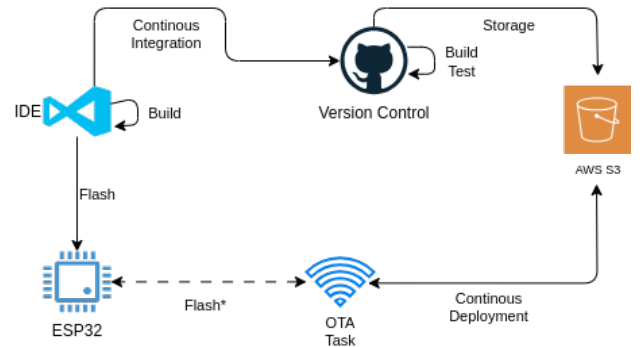 Continous
Integration
Storage
Build
Test
IDE
Build
Version Control
AWS S3
Flash
Flash*
Continous
Deployment
ESP32
OTA
Task